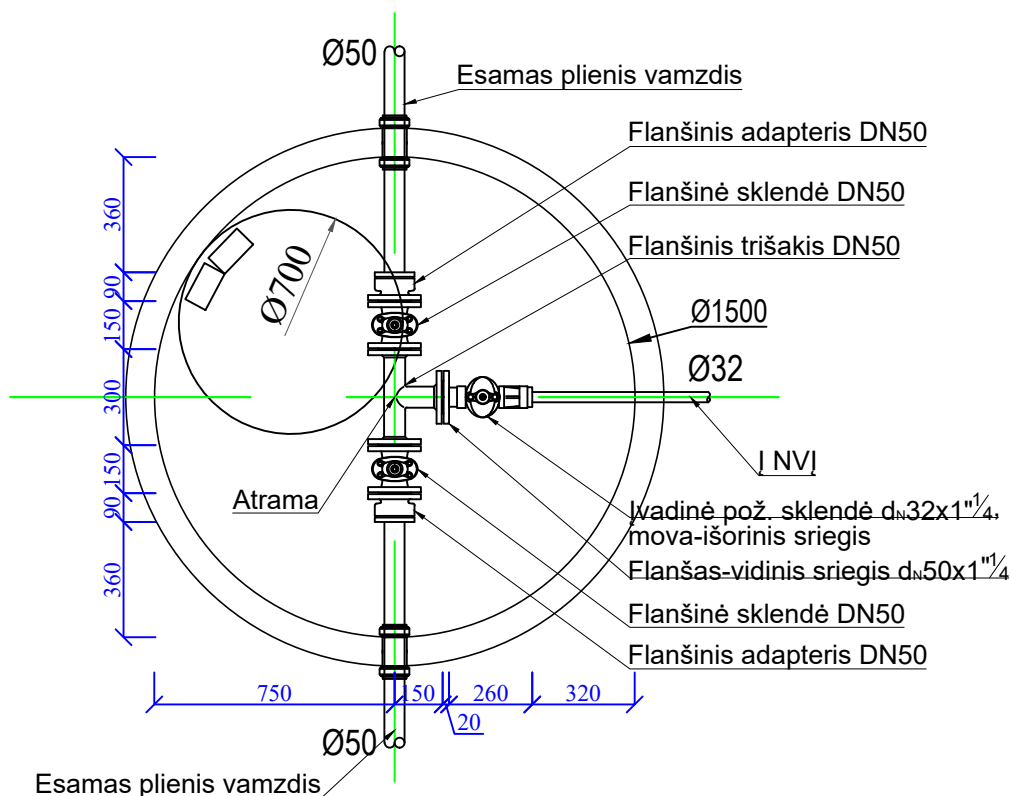 Ø50
Esamas plienis vamzdis
Flanšinis adapteris DN50
Flanšinė sklendė DN50
Flanšinis trišakis DN50
Ø700
Ø1500
Ø32
Į NVĮ
Atrama
Įvadinė pož. sklendė dN32x1"1/4,
mova-išorinis sriegis
Flanšas-vidinis sriegis dN50x1"1/4
Flanšinė sklendė DN50
Flanšinis adapteris DN50
360
90
150
300
150
90
360
750
150
260
320
20
Ø50
Esamas plienis vamzdis